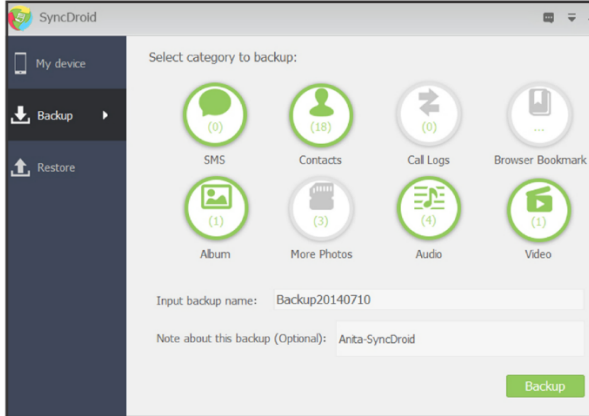 SyncDroid
My device
Backup
Restore
Select category to backup:
(0) (18) (0) ...
SMS Contacts Call Logs Browser Bookmark
(1) (3) (4) (1)
Album More Photos Audio Video
Input backup name: Backup20140710
Note about this backup (Optional): Anita-SyncDroid
Backup